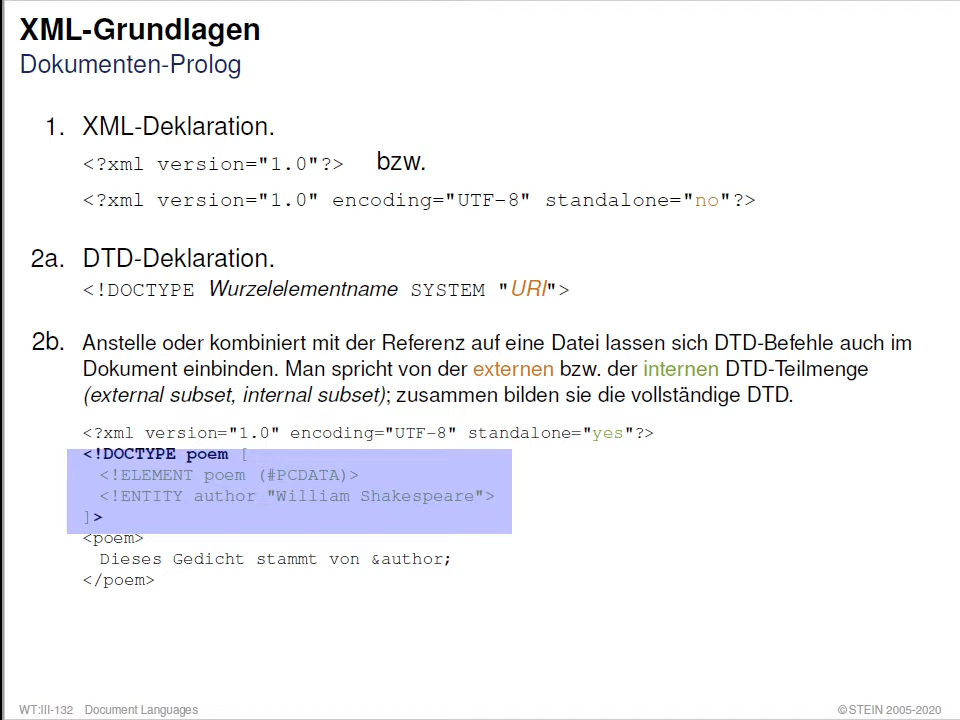 XML-Grundlagen
Dokumenten-Prolog
1. XML-Deklaration.
<?xml version="1.0"?> bzw.
<?xml version="1.0" encoding="UTF-8" standalone="no"?>
2a. DTD-Deklaration.
<!DOCTYPE Wurzelelementname SYSTEM "URI">
2b. Anstelle oder kombiniert mit der Referenz auf eine Datei lassen sich DTD-Befehle auch im
Dokument einbinden. Man spricht von der externen bzw. der internen DTD-Teilmenge
(external subset, internal subset); zusammen bilden sie die vollständige DTD.
<?xml version="1.0" encoding="UTF-8" standalone="yes"?>
<!DOCTYPE poem [
<!ELEMENT poem (#PCDATA)>
<!ENTITY author "William Shakespeare">
]>
<poem>
Dieses Gedicht stammt von &author;
</poem>
WT:III-132 Document Languages ©STEIN 2005-2020